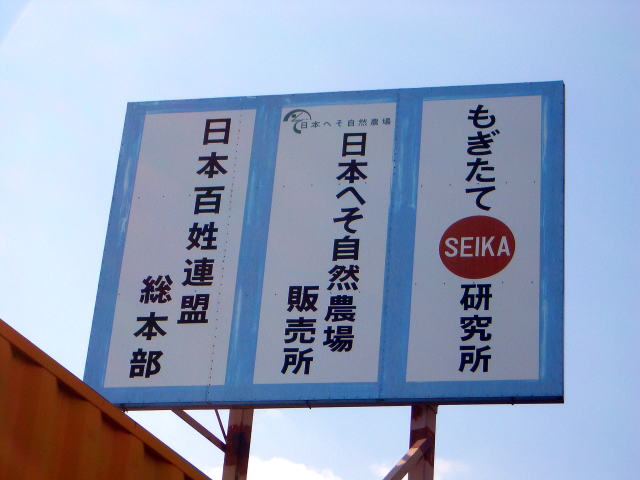 もぎたて
SEIKA
研究所
日本へそ自然農場
日本へそ自然農場
販売所
日本百姓連盟
総本部